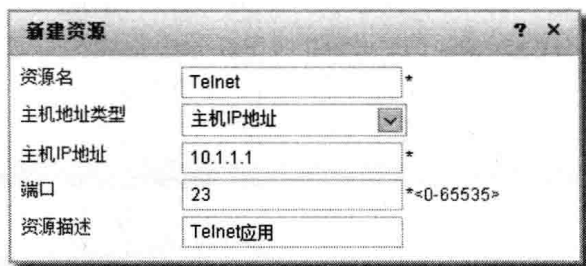 新建资源 ? ×
资源名 Telnet *
主机地址类型 主机IP地址
主机IP地址 10.1.1.1 *
端口 23 *<0-65535>
资源描述 Telnet应用